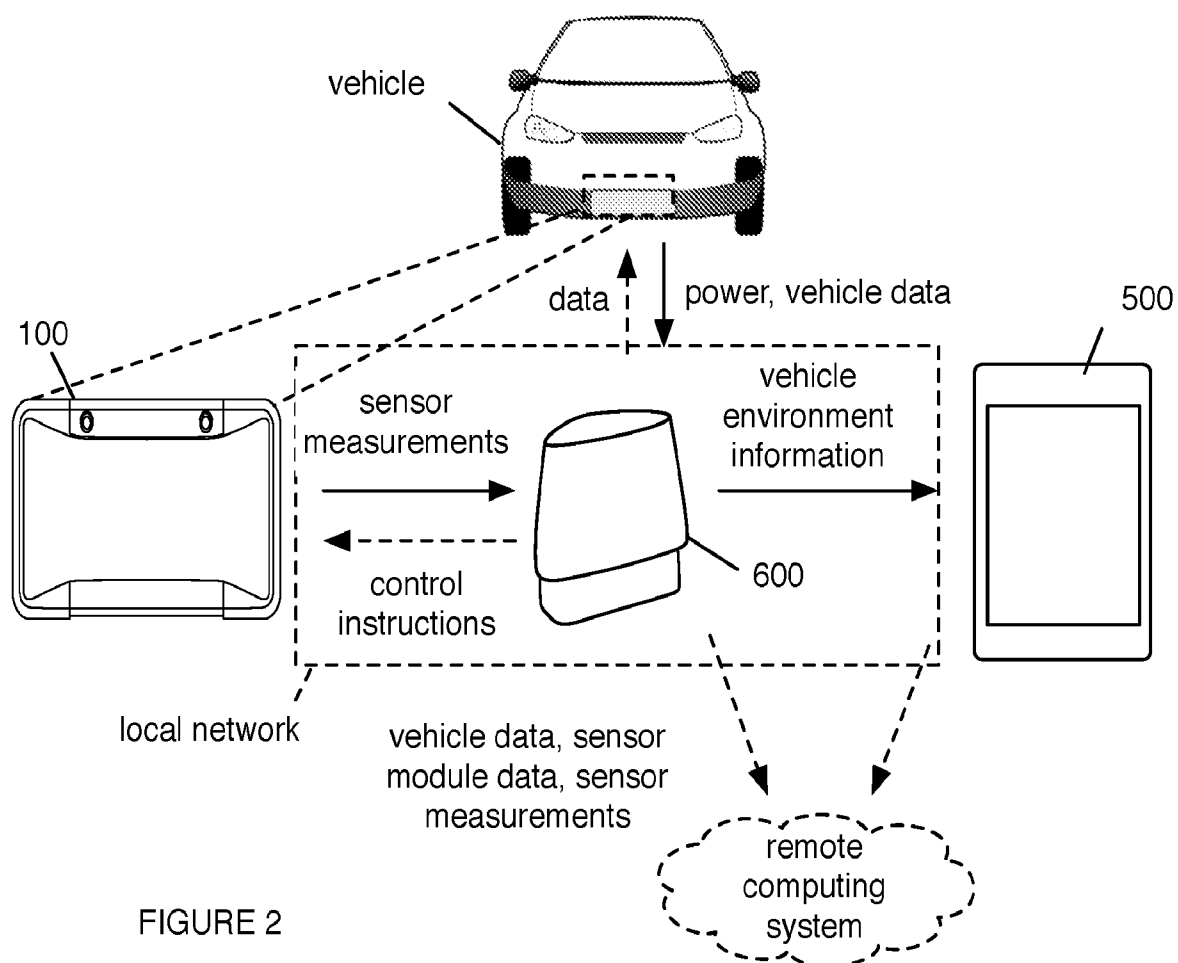 vehicle
data
power, vehicle data
100
500
sensor
measurements
vehicle
environment
information
control
instructions
600
local network
vehicle data, sensor
module data, sensor
measurements
remote
computing
system
FIGURE 2